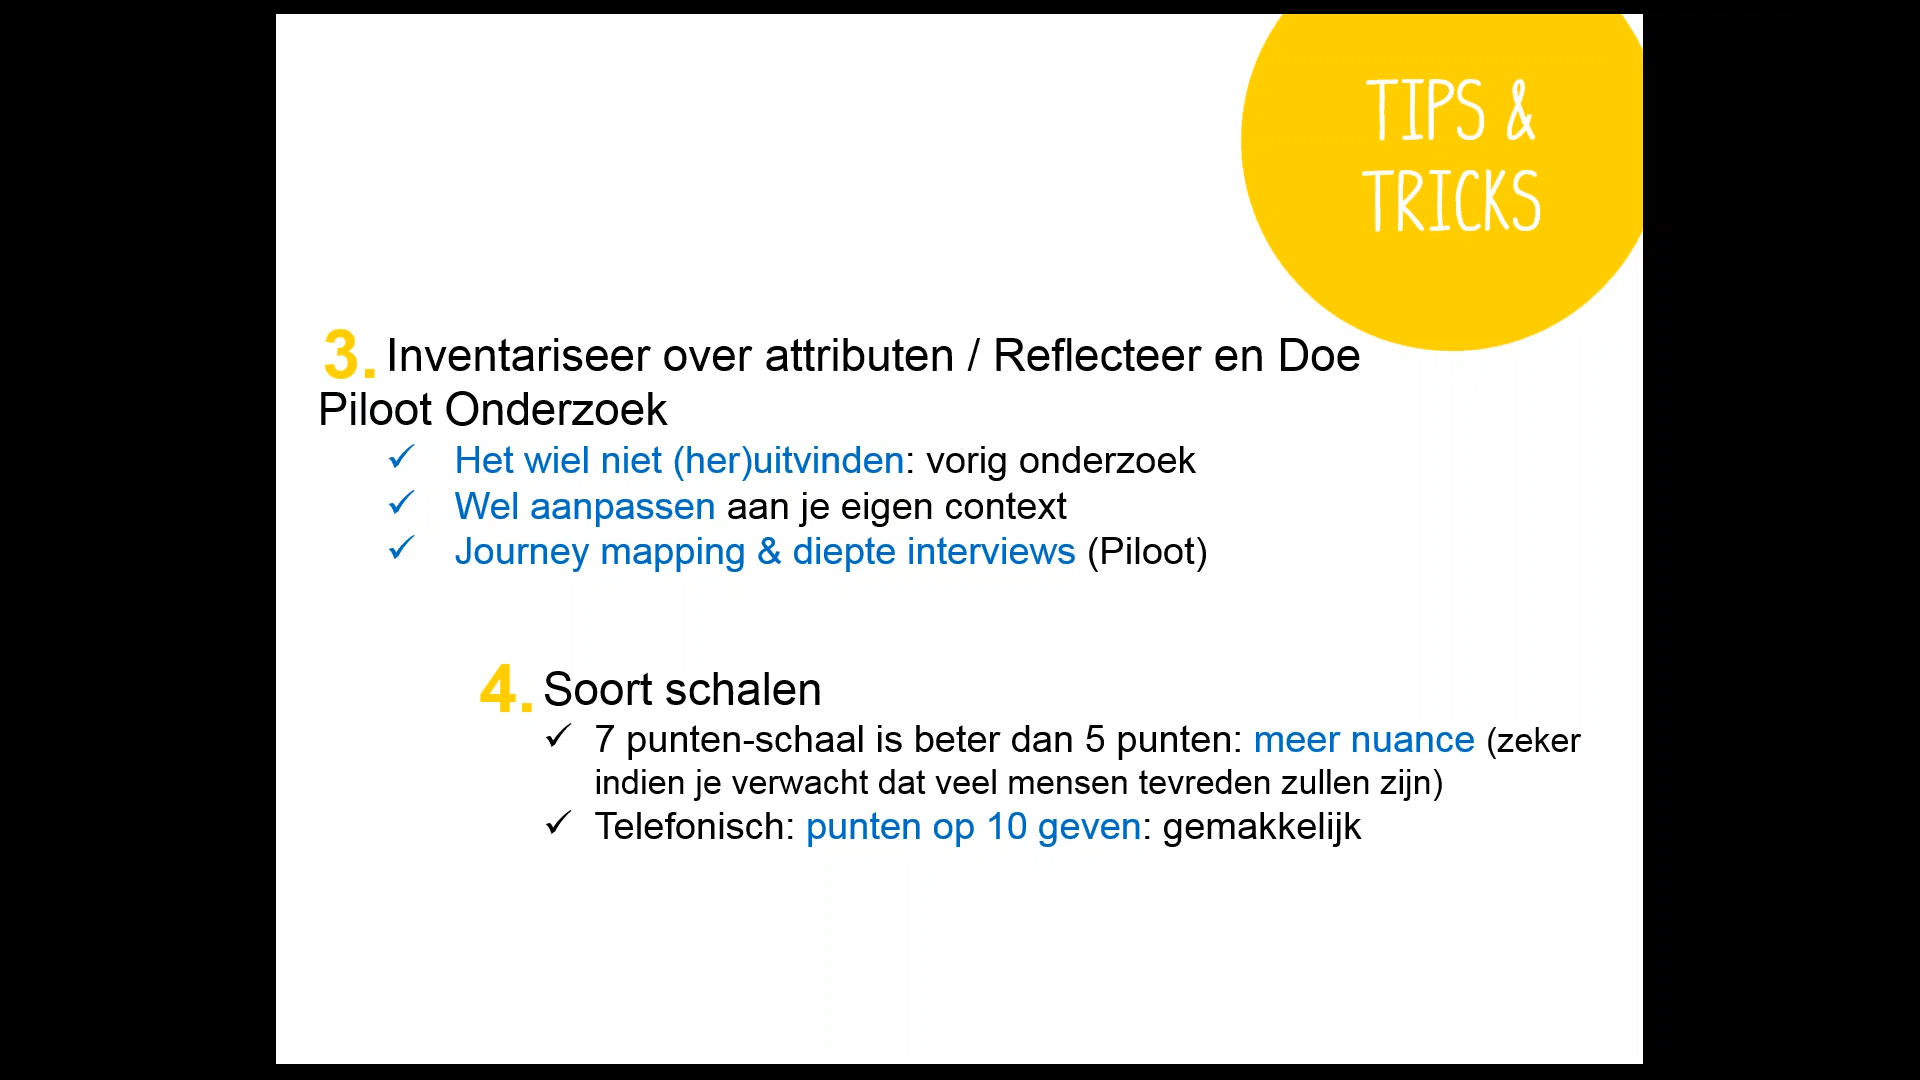 TIPS &
TRICKS
3. Inventariseer over attributen / Reflecteer en Doe
Piloot Onderzoek
✓ Het wiel niet (her)uitvinden: vorig onderzoek
✓ Wel aanpassen aan je eigen context
✓ Journey mapping & diepte interviews (Piloot)
4. Soort schalen
✓ 7 punten-schaal is beter dan 5 punten: meer nuance (zeker
indien je verwacht dat veel mensen tevreden zullen zijn)
✓ Telefonisch: punten op 10 geven: gemakkelijk